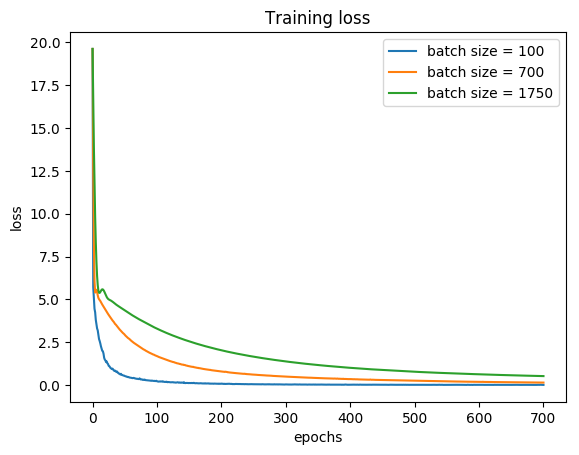 Training loss
batch size = 100
batch size = 700
batch size = 1750
loss
20.0
17.5
15.0
12.5
10.0
7.5
5.0
2.5
0.0
0 100 200 300 400 500 600 700
epochs